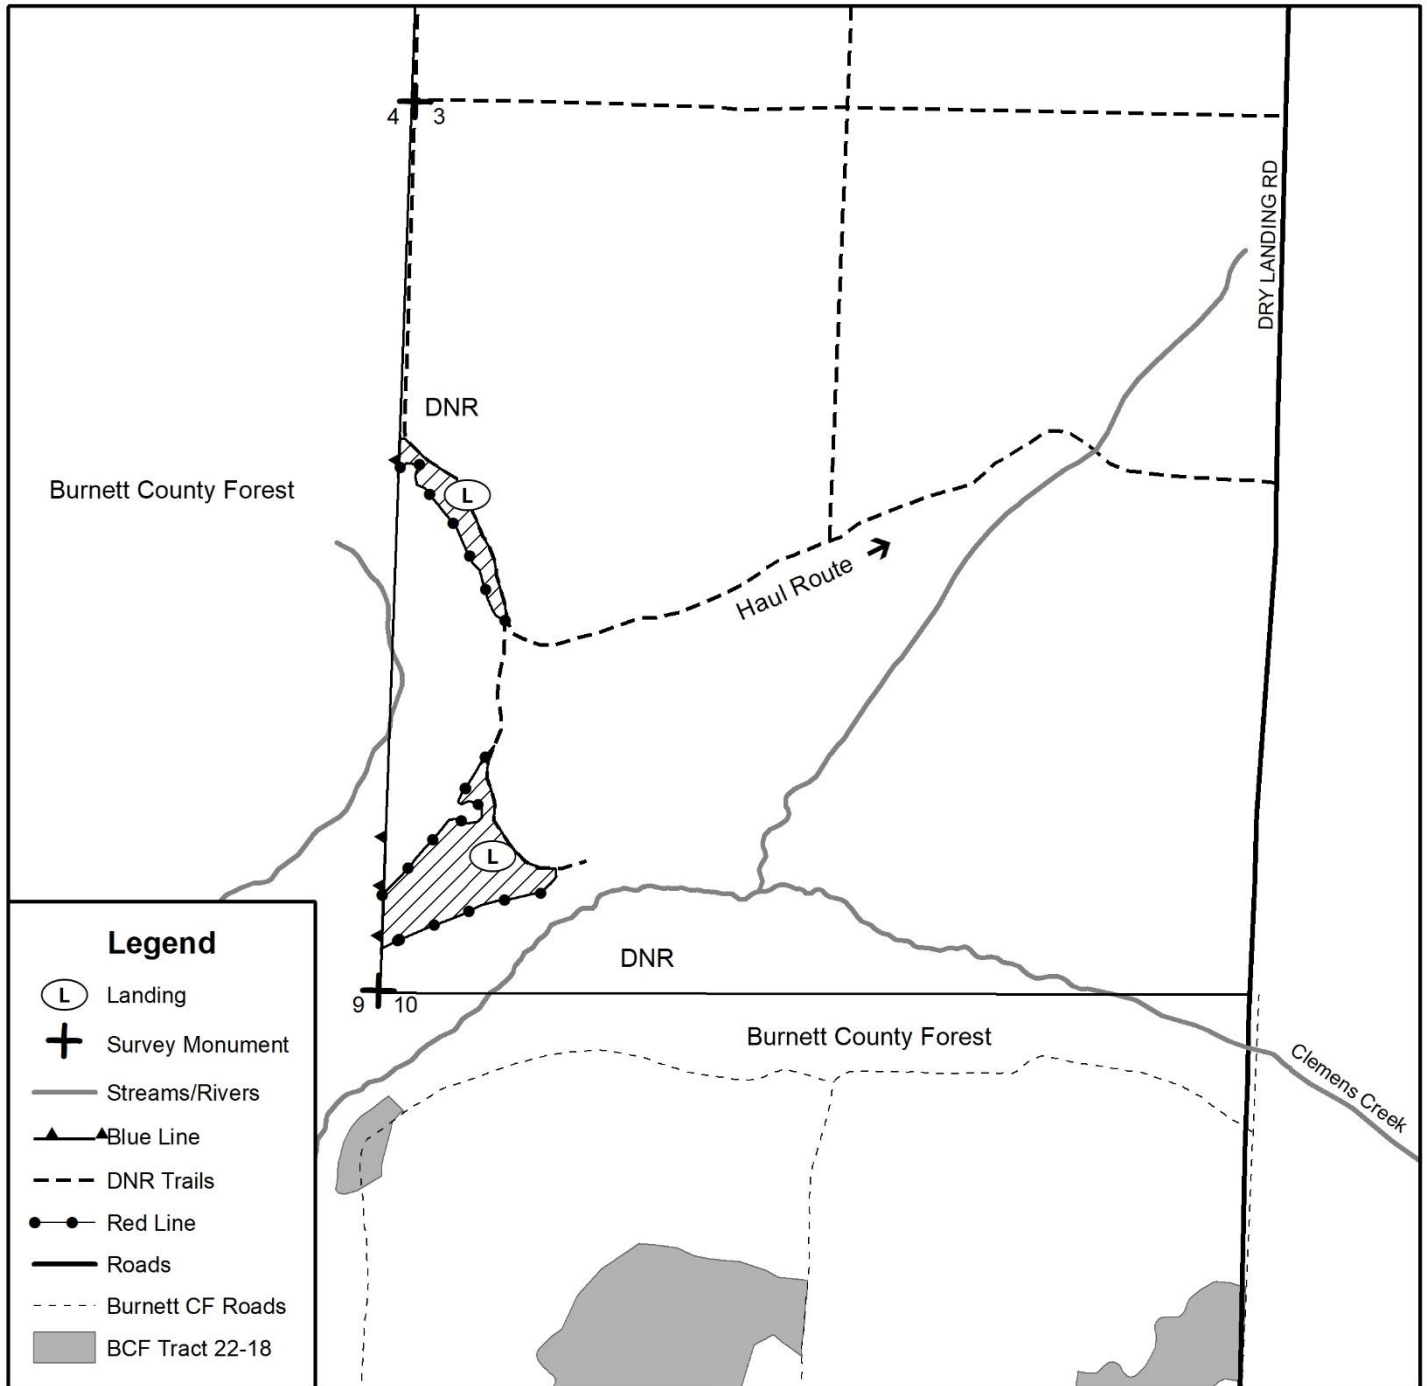 4 3
DRY LANDING RD
DNR
Burnett County Forest
L
Haul Route
L
DNR
9 10
Burnett County Forest
Clemens Creek
Legend
L Landing
Survey Monument
Streams/Rivers
Blue Line
DNR Trails
Red Line
Roads
Burnett CF Roads
BCF Tract 22-18